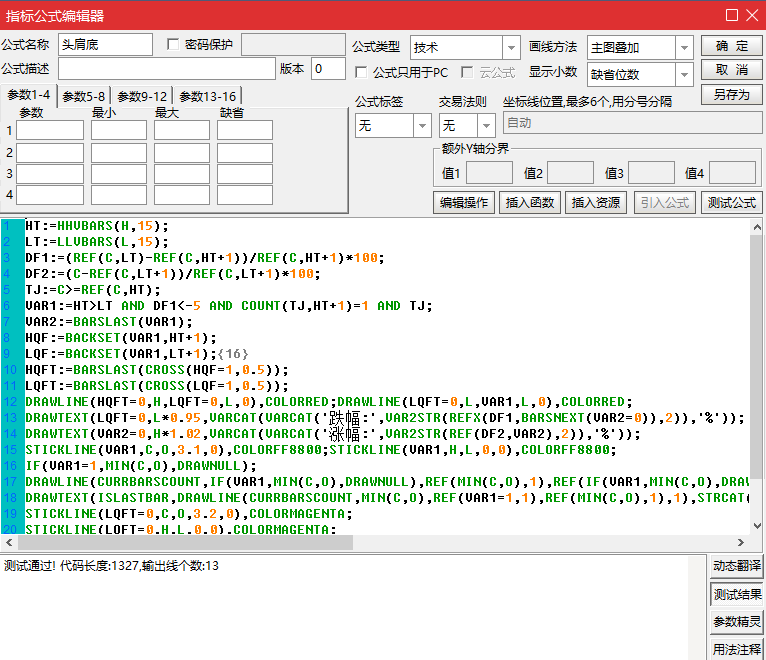 指标公式编辑器
公式名称 头肩底 密码保护 公式类型 技术 画线方法 主图叠加 确 定
公式描述 版本 0 公式只用于PC 云公式 显示小数 缺省位数 取 消
参数1-4 参数5-8 参数9-12 参数13-16 公式标签 交易法则 坐标线位置,最多6个,用分号分隔 另存为
参数 最小 最大 缺省
无 无 自动
1
2
3
4
额外Y轴分界
值1 值2 值3 值4
编辑操作 插入函数 插入资源 引入公式 测试公式
1 HT:=HHVBARS(H,15);
2 LT:=LLVBARS(L,15);
3 DF1:=(REF(C,LT)-REF(C,HT+1))/REF(C,HT+1)*100;
4 DF2:=(C-REF(C,LT+1))/REF(C,LT+1)*100;
5 TJ:=C>=REF(C,HT);
6 VAR1:=HT>LT AND DF1<-5 AND COUNT(TJ,HT+1)=1 AND TJ;
7 VAR2:=BARSLAST(VAR1);
8 HQF:=BACKSET(VAR1,HT+1);
9 LQF:=BACKSET(VAR1,LT+1);{16}
10 HQFT:=BARSLAST(CROSS(HQF=1,0.5));
11 LQFT:=BARSLAST(CROSS(LQF=1,0.5));
12 DRAWLINE(HQFT=0,H,LQFT=0,L,0),COLORRED;DRAWLINE(LQFT=0,L,VAR1,L,0),COLORRED;
13 DRAWTEXT(LQFT=0,L*0.95,VARCAT(VARCAT('跌幅:',VAR2STR(REFX(DF1,BARSNEXT(VAR2=0)),2)),'%'));
14 DRAWTEXT(VAR2=0,H*1.02,VARCAT(VARCAT('涨幅:',VAR2STR(REF(DF2,VAR2),2)),'%'));
15 STICKLINE(VAR1,C,O,3.1,0),COLORFF8800;STICKLINE(VAR1,H,L,0,0),COLORFF8800;
16 IF(VAR1=1,MIN(C,O),DRAWNULL);
17 DRAWLINE(CURRBARSCOUNT,IF(VAR1,MIN(C,O),DRAWNULL),REF(MIN(C,O),1),REF(IF(VAR1,MIN(C,O),DRAW
18 DRAWTEXT(ISLASTBAR,DRAWLINE(CURRBARSCOUNT,MIN(C,O),REF(VAR1=1,1),REF(MIN(C,O),1),1),STRCAT(
19 STICKLINE(LQFT=0,C,O,3.2,0),COLORMAGENTA;
20 STICKLINE(LQFT=0,H,L,0,0),COLORMAGENTA;
测试通过! 代码长度:1327,输出线个数:13
动态翻译
测试结果
参数精灵
用法注释